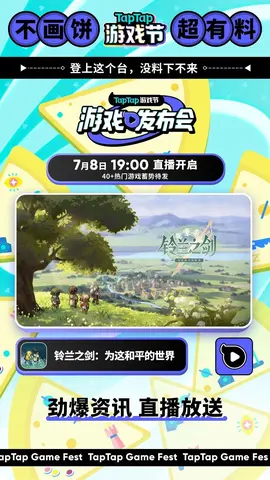 不画饼 TapTap 游戏节 超有料
登上这个台，没料下不来
TapTap 游戏节
游戏发布会
7月8日 19:00 直播开启
40+热门游戏蓄势待发
铃兰之剑
铃兰之剑：为这和平的世界
劲爆资讯 直播放送
TapTap Game Fest TapTap Game Fest TapTap Game Fes